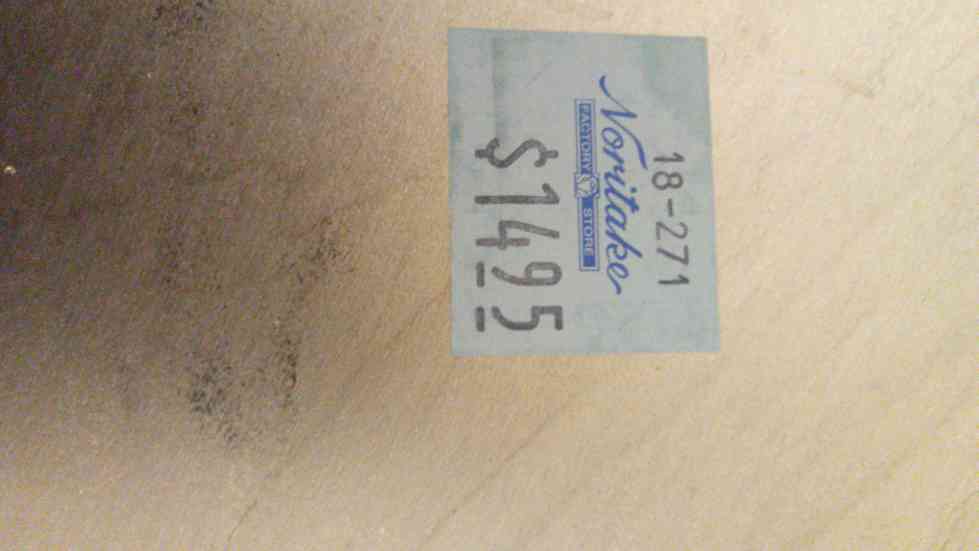 18-271
Noritake
FACTORY STORE
$1495